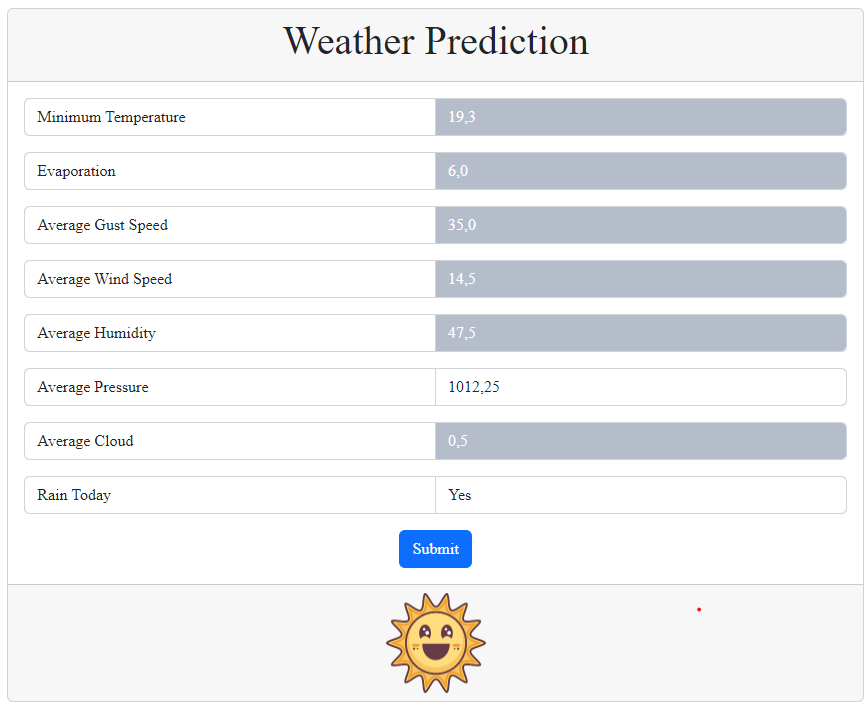 Weather Prediction
Minimum Temperature 19,3
Evaporation 6,0
Average Gust Speed 35,0
Average Wind Speed 14,5
Average Humidity 47,5
Average Pressure 1012,25
Average Cloud 0,5
Rain Today Yes
Submit